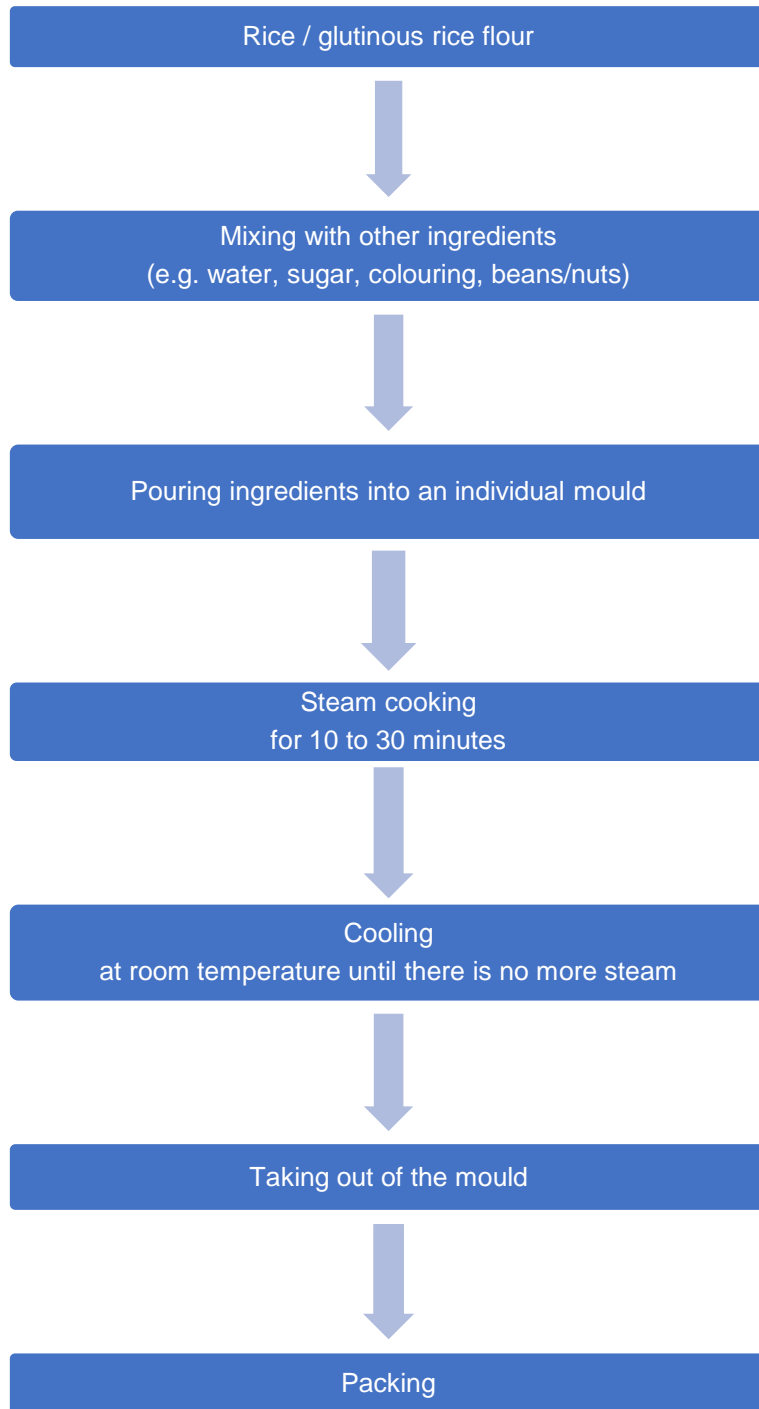 Rice / glutinous rice flour
Mixing with other ingredients
(e.g. water, sugar, colouring, beans/nuts)
Pouring ingredients into an individual mould
Steam cooking
for 10 to 30 minutes
Cooling
at room temperature until there is no more steam
Taking out of the mould
Packing